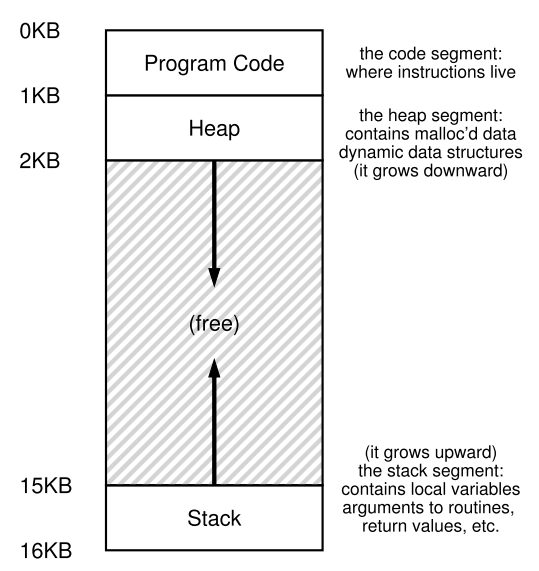 0KB
Program Code
the code segment:
where instructions live
1KB
Heap
the heap segment:
contains malloc'd data
dynamic data structures
(it grows downward)
2KB
(free)
(it grows upward)
the stack segment:
contains local variables
arguments to routines,
return values, etc.
15KB
Stack
16KB